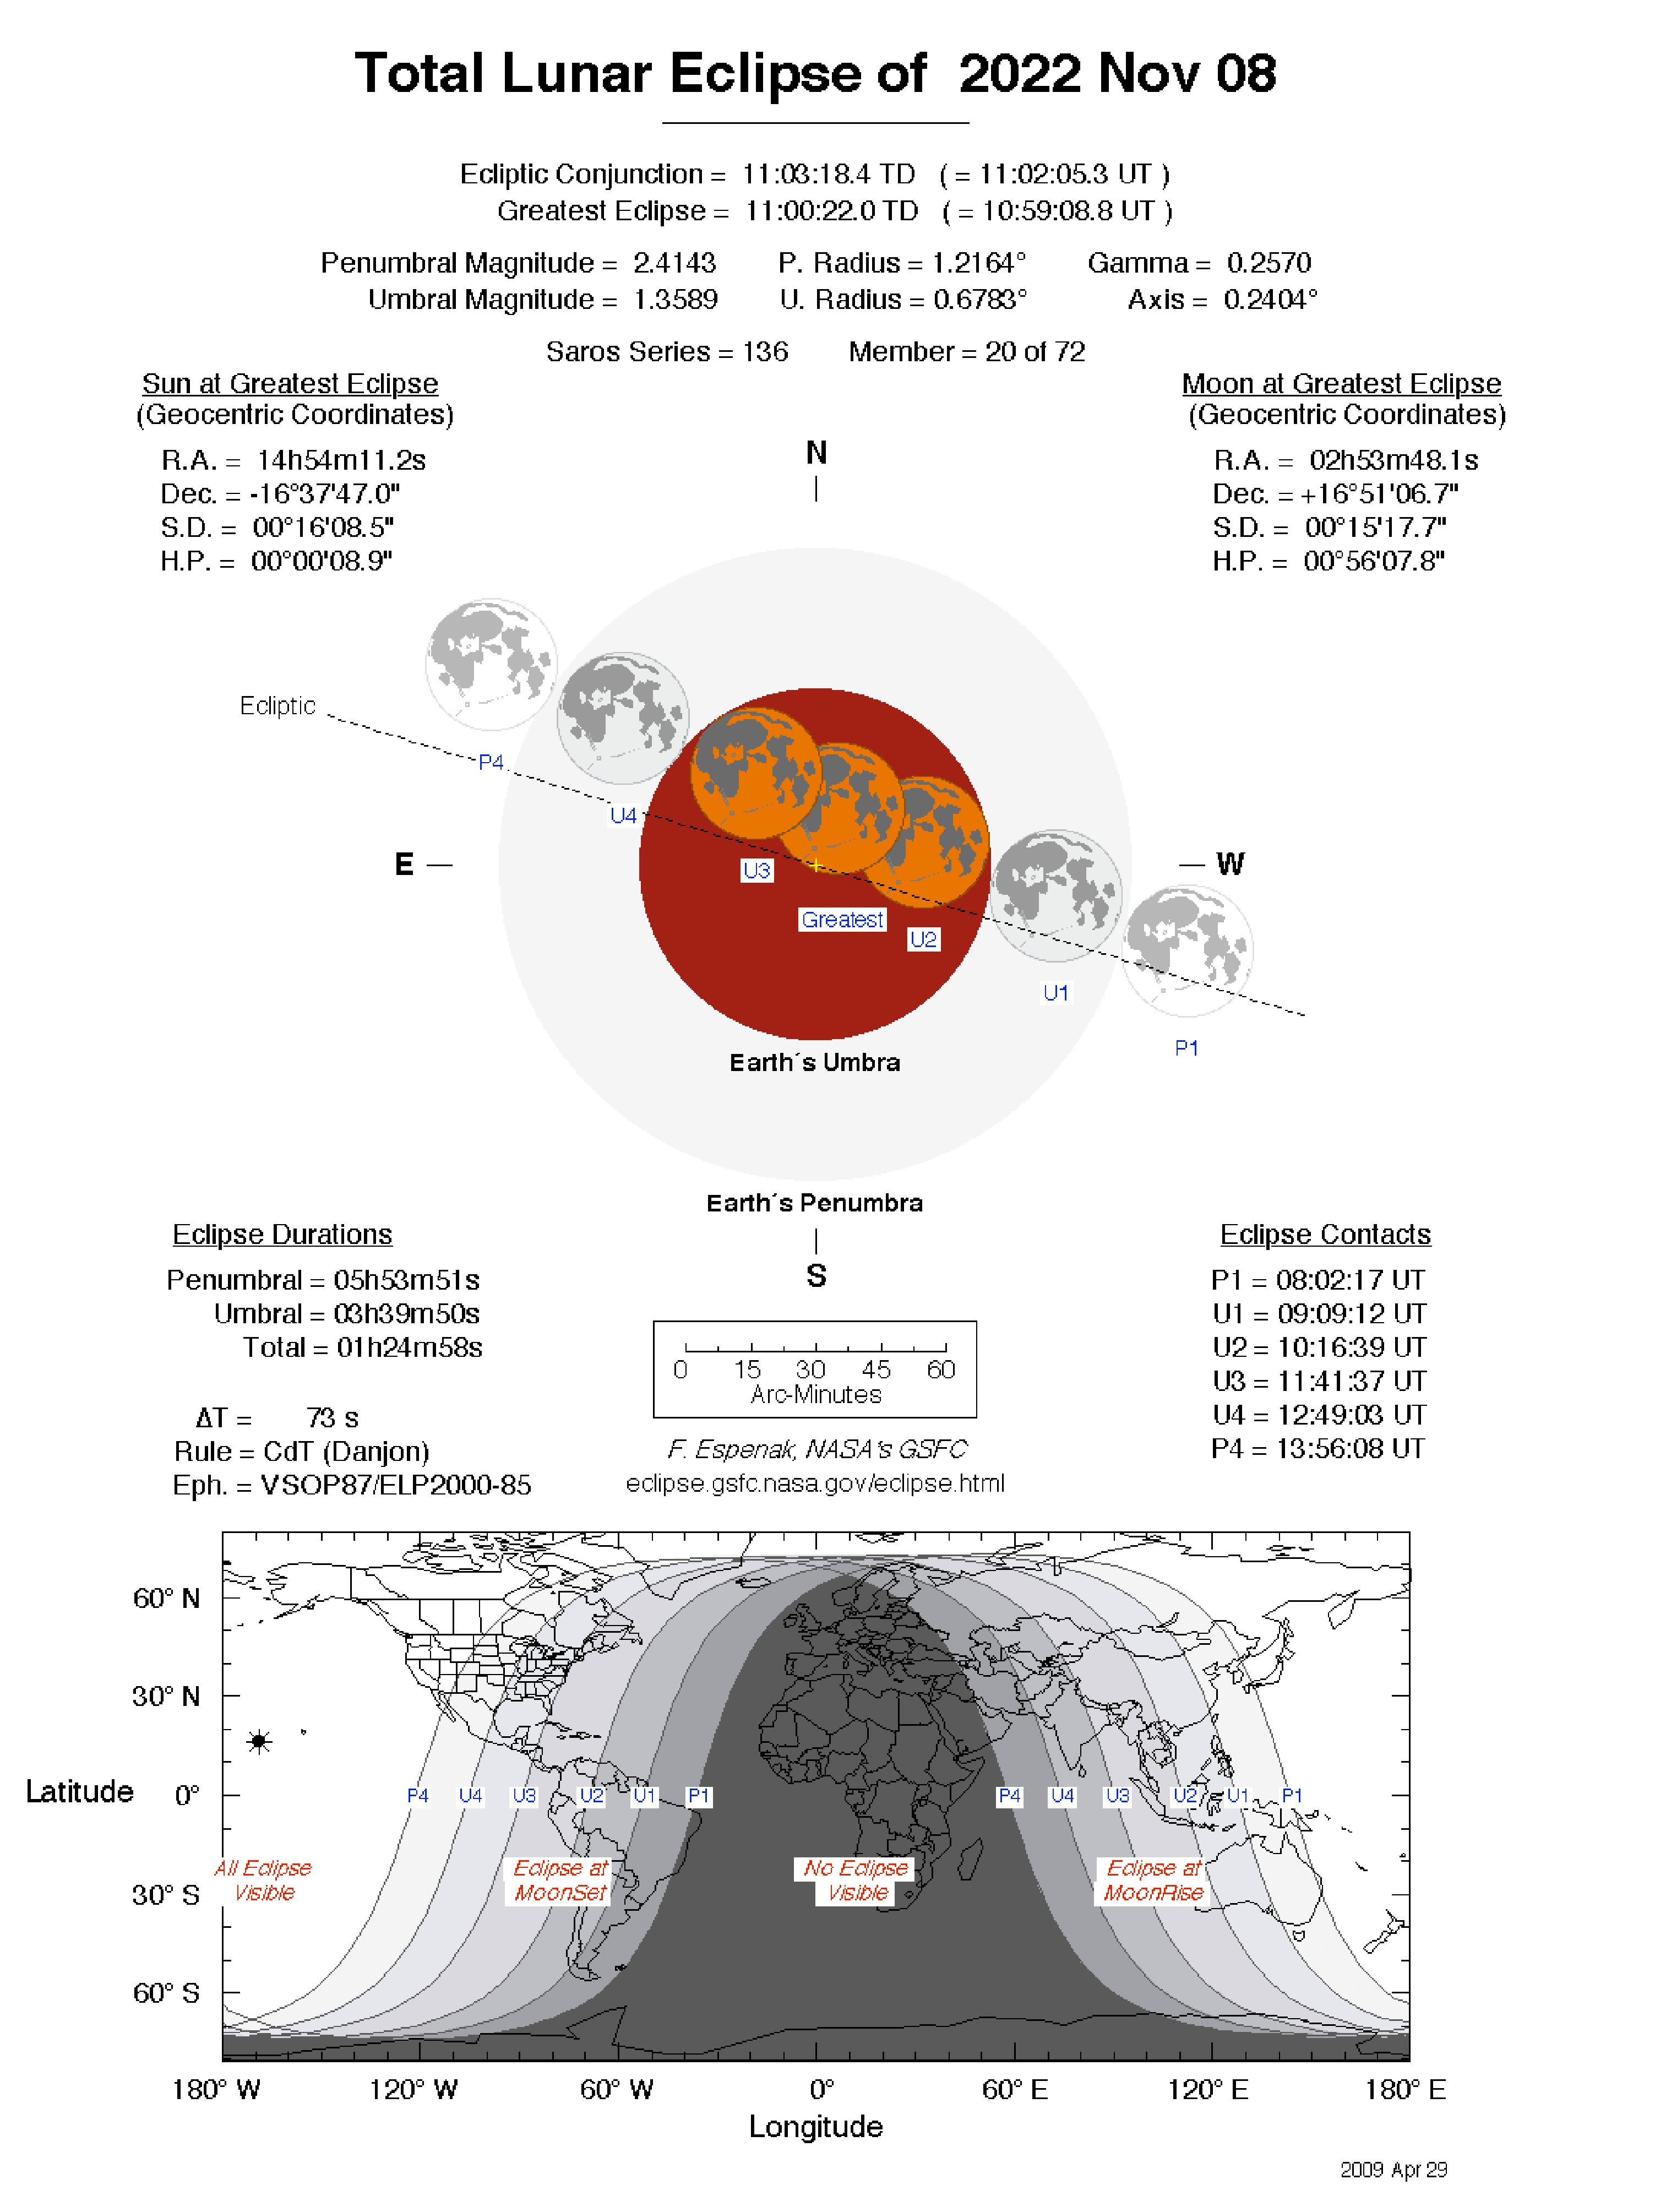 Total Lunar Eclipse of 2022 Nov 08
Ecliptic Conjunction = 11:03:18.4 TD ( = 11:02:05.3 UT )
Greatest Eclipse = 11:00:22.0 TD ( = 10:59:08.8 UT )
Penumbral Magnitude = 2.4143 P. Radius = 1.2164° Gamma = 0.2570
Umbral Magnitude = 1.3589 U. Radius = 0.6783° Axis = 0.2404°
Saros Series = 136 Member = 20 of 72
Sun at Greatest Eclipse
(Geocentric Coordinates)
R.A. = 14h54m11.2s
Dec. = -16°37'47.0"
S.D. = 00°16'08.5"
H.P. = 00°00'08.9"
Moon at Greatest Eclipse
(Geocentric Coordinates)
R.A. = 02h53m48.1s
Dec. = +16°51'06.7"
S.D. = 00°15'17.7"
H.P. = 00°56'07.8"
N
Ecliptic
P4
U4
E
W
U3
Greatest
U2
U1
P1
Earth´s Umbra
Earth´s Penumbra
S
Eclipse Durations
Penumbral = 05h53m51s
Umbral = 03h39m50s
Total = 01h24m58s
ΔT = 73 s
Rule = CdT (Danjon)
Eph. = VSOP87/ELP2000-85
0 15 30 45 60
Arc-Minutes
F. Espenak, NASA's GSFC
eclipse.gsfc.nasa.gov/eclipse.html
Eclipse Contacts
P1 = 08:02:17 UT
U1 = 09:09:12 UT
U2 = 10:16:39 UT
U3 = 11:41:37 UT
U4 = 12:49:03 UT
P4 = 13:56:08 UT
60° N
30° N
Latitude 0°
30° S
60° S
P4 U4 U3 U2 U1 P1 P4 U4 U3 U2 U1 P1
All Eclipse
Visible
Eclipse at
MoonSet
No Eclipse
Visible
Eclipse at
MoonRise
180° W 120° W 60° W 0° 60° E 120° E 180° E
Longitude
2009 Apr 29